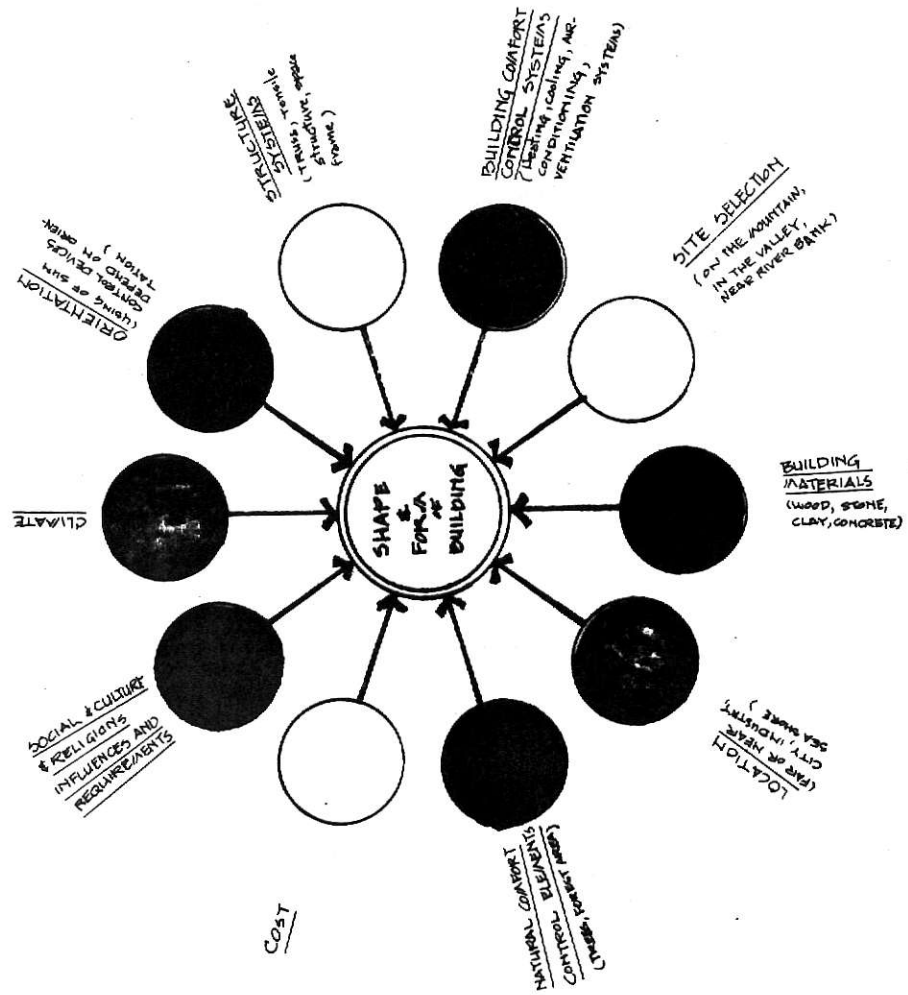 SHAPE
&
FORM
OF
BUILDING
STRUCTURE
SYSTEMS
(TRUSS, TENSILE
STRUCTURE, SPACE
FRAME)
BUILDING COMFORT
CONTROL SYSTEMS
(Heating, cooling, AIR-
CONDITIONING,
VENTILATION SYSTEMS)
SITE SELECTION
(ON THE MOUNTAIN,
IN THE VALLEY,
NEAR RIVER BANK)
BUILDING
MATERIALS
(WOOD, STONE,
CLAY, CONCRETE)
LOCATION
(FAR OR NEAR
CITY, INDUSTRY,
SEA SHORE)
NATURAL COMFORT
CONTROL ELEMENTS
(TREES, FOREST AREA)
COST
SOCIAL & CULTURE
& RELIGIONS
INFLUENCES AND
REQUIREMENTS
CLIMATE
ORIENTATION
(USING OF SUN
CONTROL DEVICES
DEPEND ON ORIEN-
TATION)